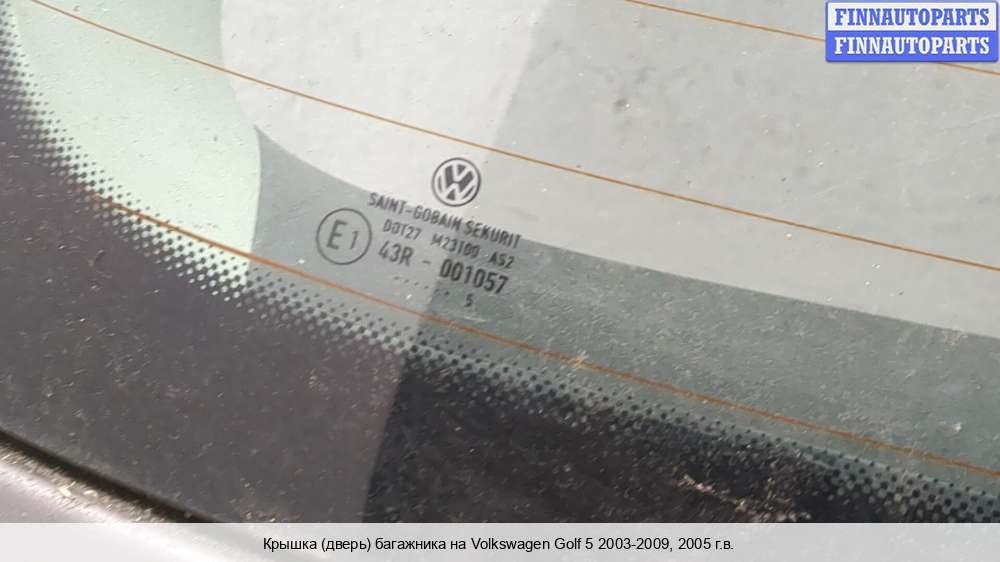 FINNAUTOPARTS
FINNAUTOPARTS
SAINT-GOBAIN SEKURIT
DOT27 M23T00 AS2
E1
43R - 001057
. . . . . . 5
Крышка (дверь) багажника на Volkswagen Golf 5 2003-2009, 2005 г.в.